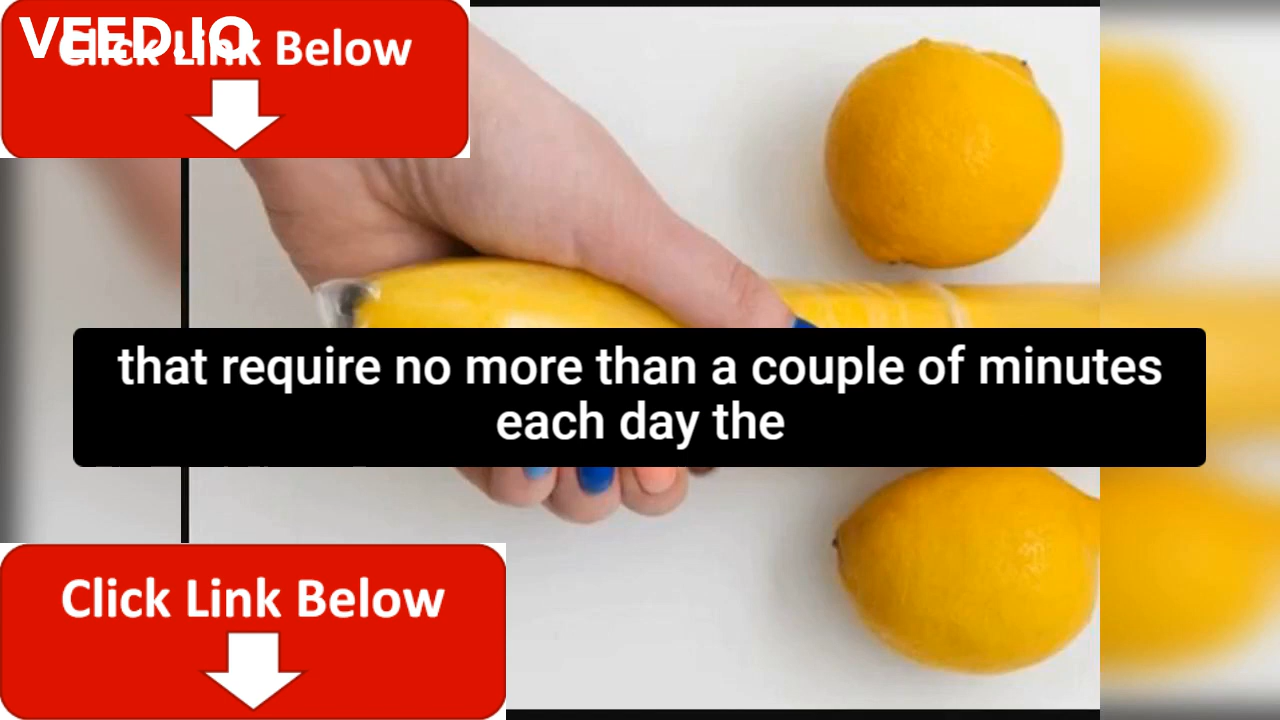 VEED.IO
Click Link Below
that require no more than a couple of minutes
each day the
Click Link Below